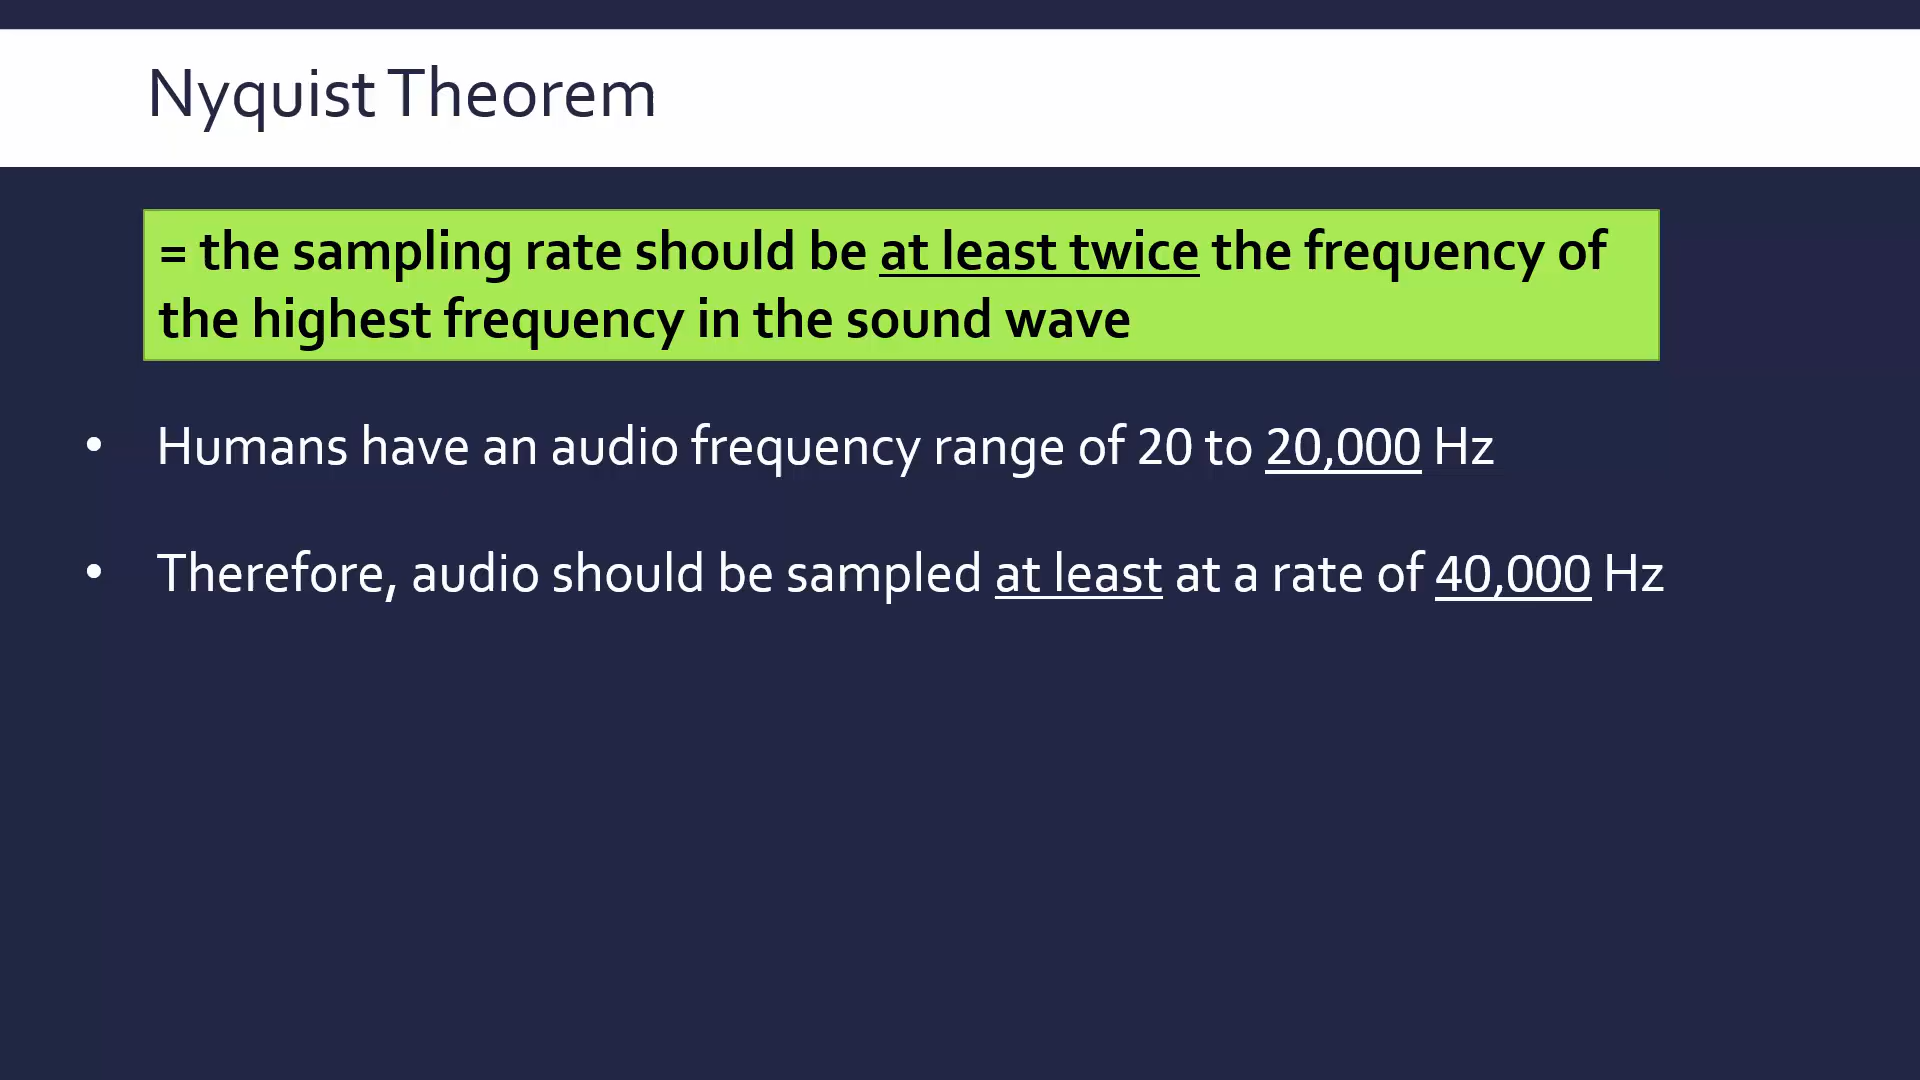 Nyquist Theorem
= the sampling rate should be at least twice the frequency of
the highest frequency in the sound wave
• Humans have an audio frequency range of 20 to 20,000 Hz
• Therefore, audio should be sampled at least at a rate of 40,000 Hz